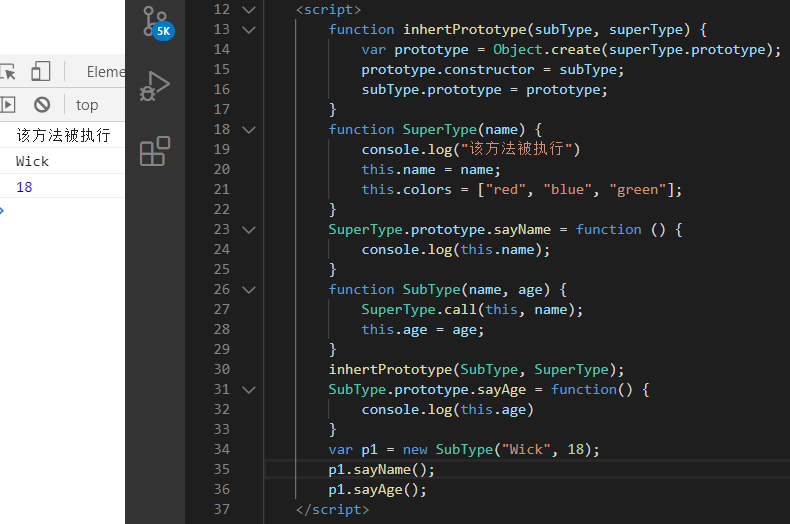 Eleme
top
该方法被执行
Wick
18
5K
12 <script>
13 function inhertPrototype(subType, superType) {
14 var prototype = Object.create(superType.prototype);
15 prototype.constructor = subType;
16 subType.prototype = prototype;
17 }
18 function SuperType(name) {
19 console.log("该方法被执行")
20 this.name = name;
21 this.colors = ["red", "blue", "green"];
22 }
23 SuperType.prototype.sayName = function () {
24 console.log(this.name);
25 }
26 function SubType(name, age) {
27 SuperType.call(this, name);
28 this.age = age;
29 }
30 inhertPrototype(SubType, SuperType);
31 SubType.prototype.sayAge = function() {
32 console.log(this.age)
33 }
34 var p1 = new SubType("Wick", 18);
35 p1.sayName();
36 p1.sayAge();
37 </script>